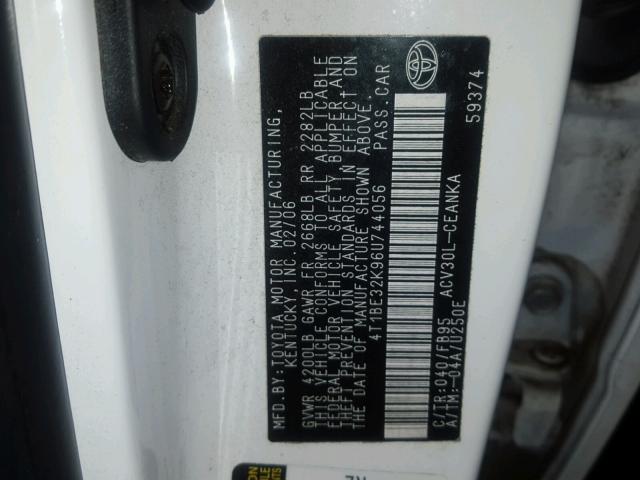 MFD.BY:TOYOTA MOTOR MANUFACTURING,
KENTUCKY, INC. 02/06
GVWR 4200LB GAWR FR 2668LB RR 2282LB
THIS VEHICLE CONFORMS TO ALL APPLICABLE
FEDERAL MOTOR VEHICLE SAFETY, BUMPER AND
THEFT PREVENTION STANDARDS IN EFFECT ON
THE DATE OF MANUFACTURE SHOWN ABOVE.
4T1BE32K96U744056 PASS.CAR
C/TR:040/FB95 ACV30L-CEANKA
A/TM:-04A/U250E
59374